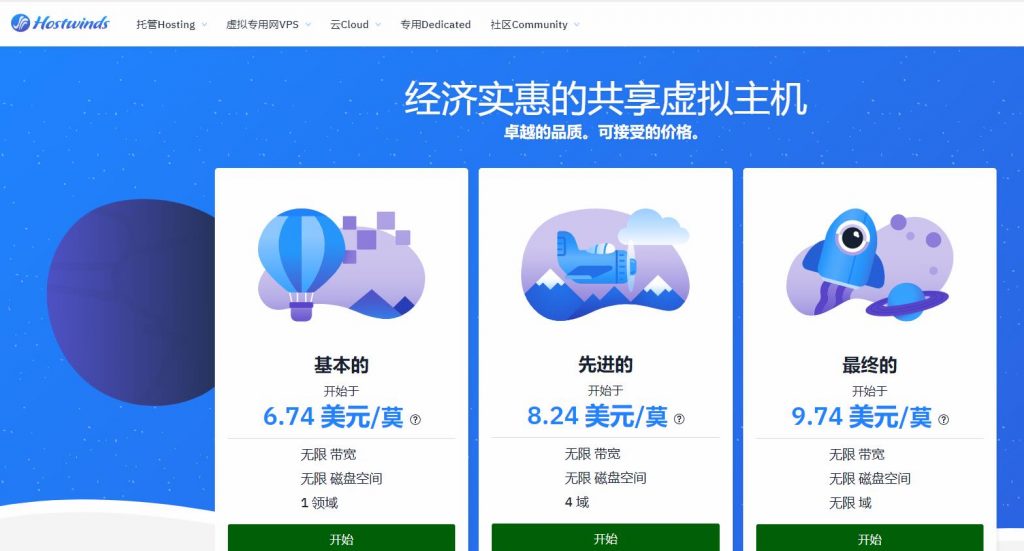 Hostwinds 托管Hosting 虚拟专用网VPS 云Cloud 专用Dedicated 社区Community
经济实惠的共享虚拟主机
卓越的品质。可接受的价格。
基本的
开始于
6.74 美元/莫 ?
无限 带宽
无限 磁盘空间
1 领域
开始
先进的
开始于
8.24 美元/莫 ?
无限 带宽
无限 磁盘空间
4 域
开始
最终的
开始于
9.74 美元/莫 ?
无限 带宽
无限 磁盘空间
无限 域
开始